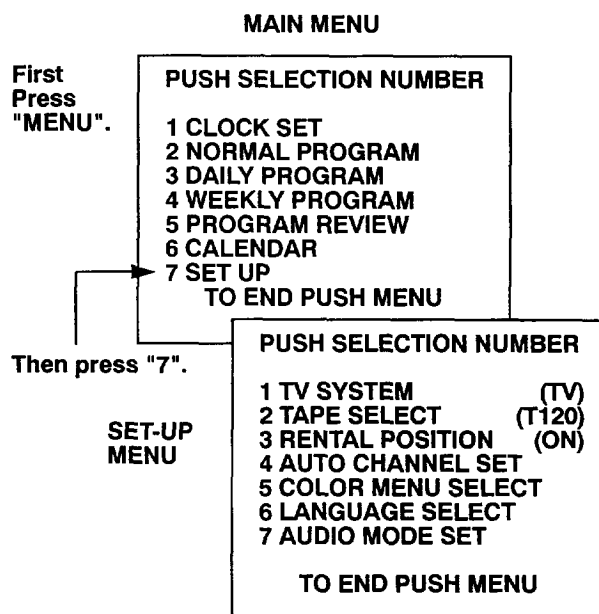 MAIN MENU
First
Press
"MENU".
PUSH SELECTION NUMBER
1 CLOCK SET
2 NORMAL PROGRAM
3 DAILY PROGRAM
4 WEEKLY PROGRAM
5 PROGRAM REVIEW
6 CALENDAR
7 SET UP
TO END PUSH MENU
Then press "7".
SET-UP
MENU
PUSH SELECTION NUMBER
1 TV SYSTEM (TV)
2 TAPE SELECT (T120)
3 RENTAL POSITION (ON)
4 AUTO CHANNEL SET
5 COLOR MENU SELECT
6 LANGUAGE SELECT
7 AUDIO MODE SET
TO END PUSH MENU